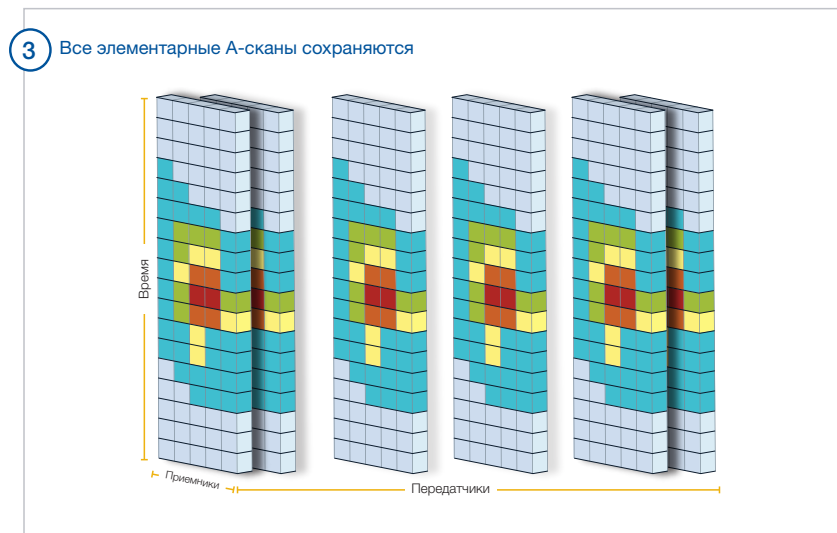 3
Все элементарные А-сканы сохраняются
Время
Приемники
Передатчики